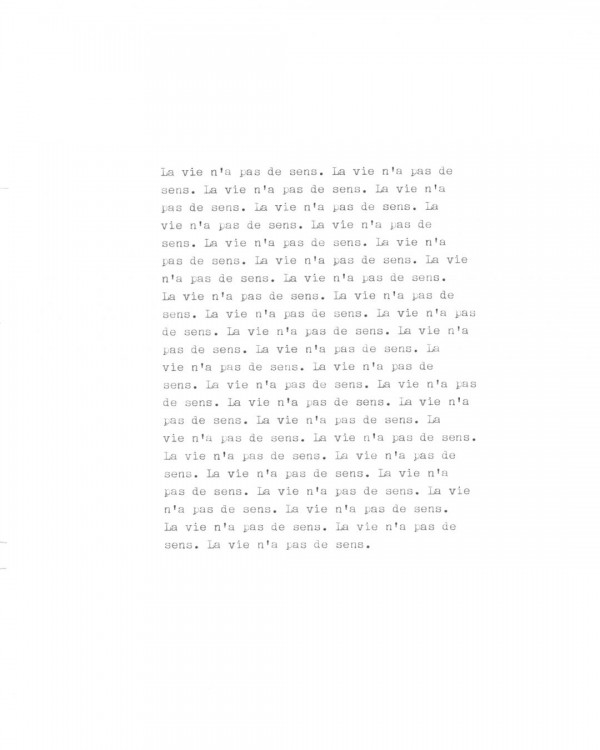 La vie n'a pas de sens. La vie n'a pas de
sens. La vie n'a pas de sens. La vie n'a
pas de sens. La vie n'a pas de sens. La
vie n'a pas de sens. La vie n'a pas de
sens. La vie n'a pas de sens. La vie n'a
pas de sens. La vie n'a pas de sens. La vie
n'a pas de sens. La vie n'a pas de sens.
La vie n'a pas de sens. La vie n'a pas de
sens. La vie n'a pas de sens. La vie n'a pas
de sens. La vie n'a pas de sens. La vie n'a
pas de sens. La vie n'a pas de sens. La
vie n'a pas de sens. La vie n'a pas de
sens. La vie n'a pas de sens. La vie n'a pas
de sens. La vie n'a pas de sens. La vie n'a
pas de sens. La vie n'a pas de sens. La
vie n'a pas de sens. La vie n'a pas de sens.
La vie n'a pas de sens. La vie n'a pas de
sens. La vie n'a pas de sens. La vie n'a
pas de sens. La vie n'a pas de sens. La vie
n'a pas de sens. La vie n'a pas de sens.
La vie n'a pas de sens. La vie n'a pas de
sens. La vie n'a pas de sens.